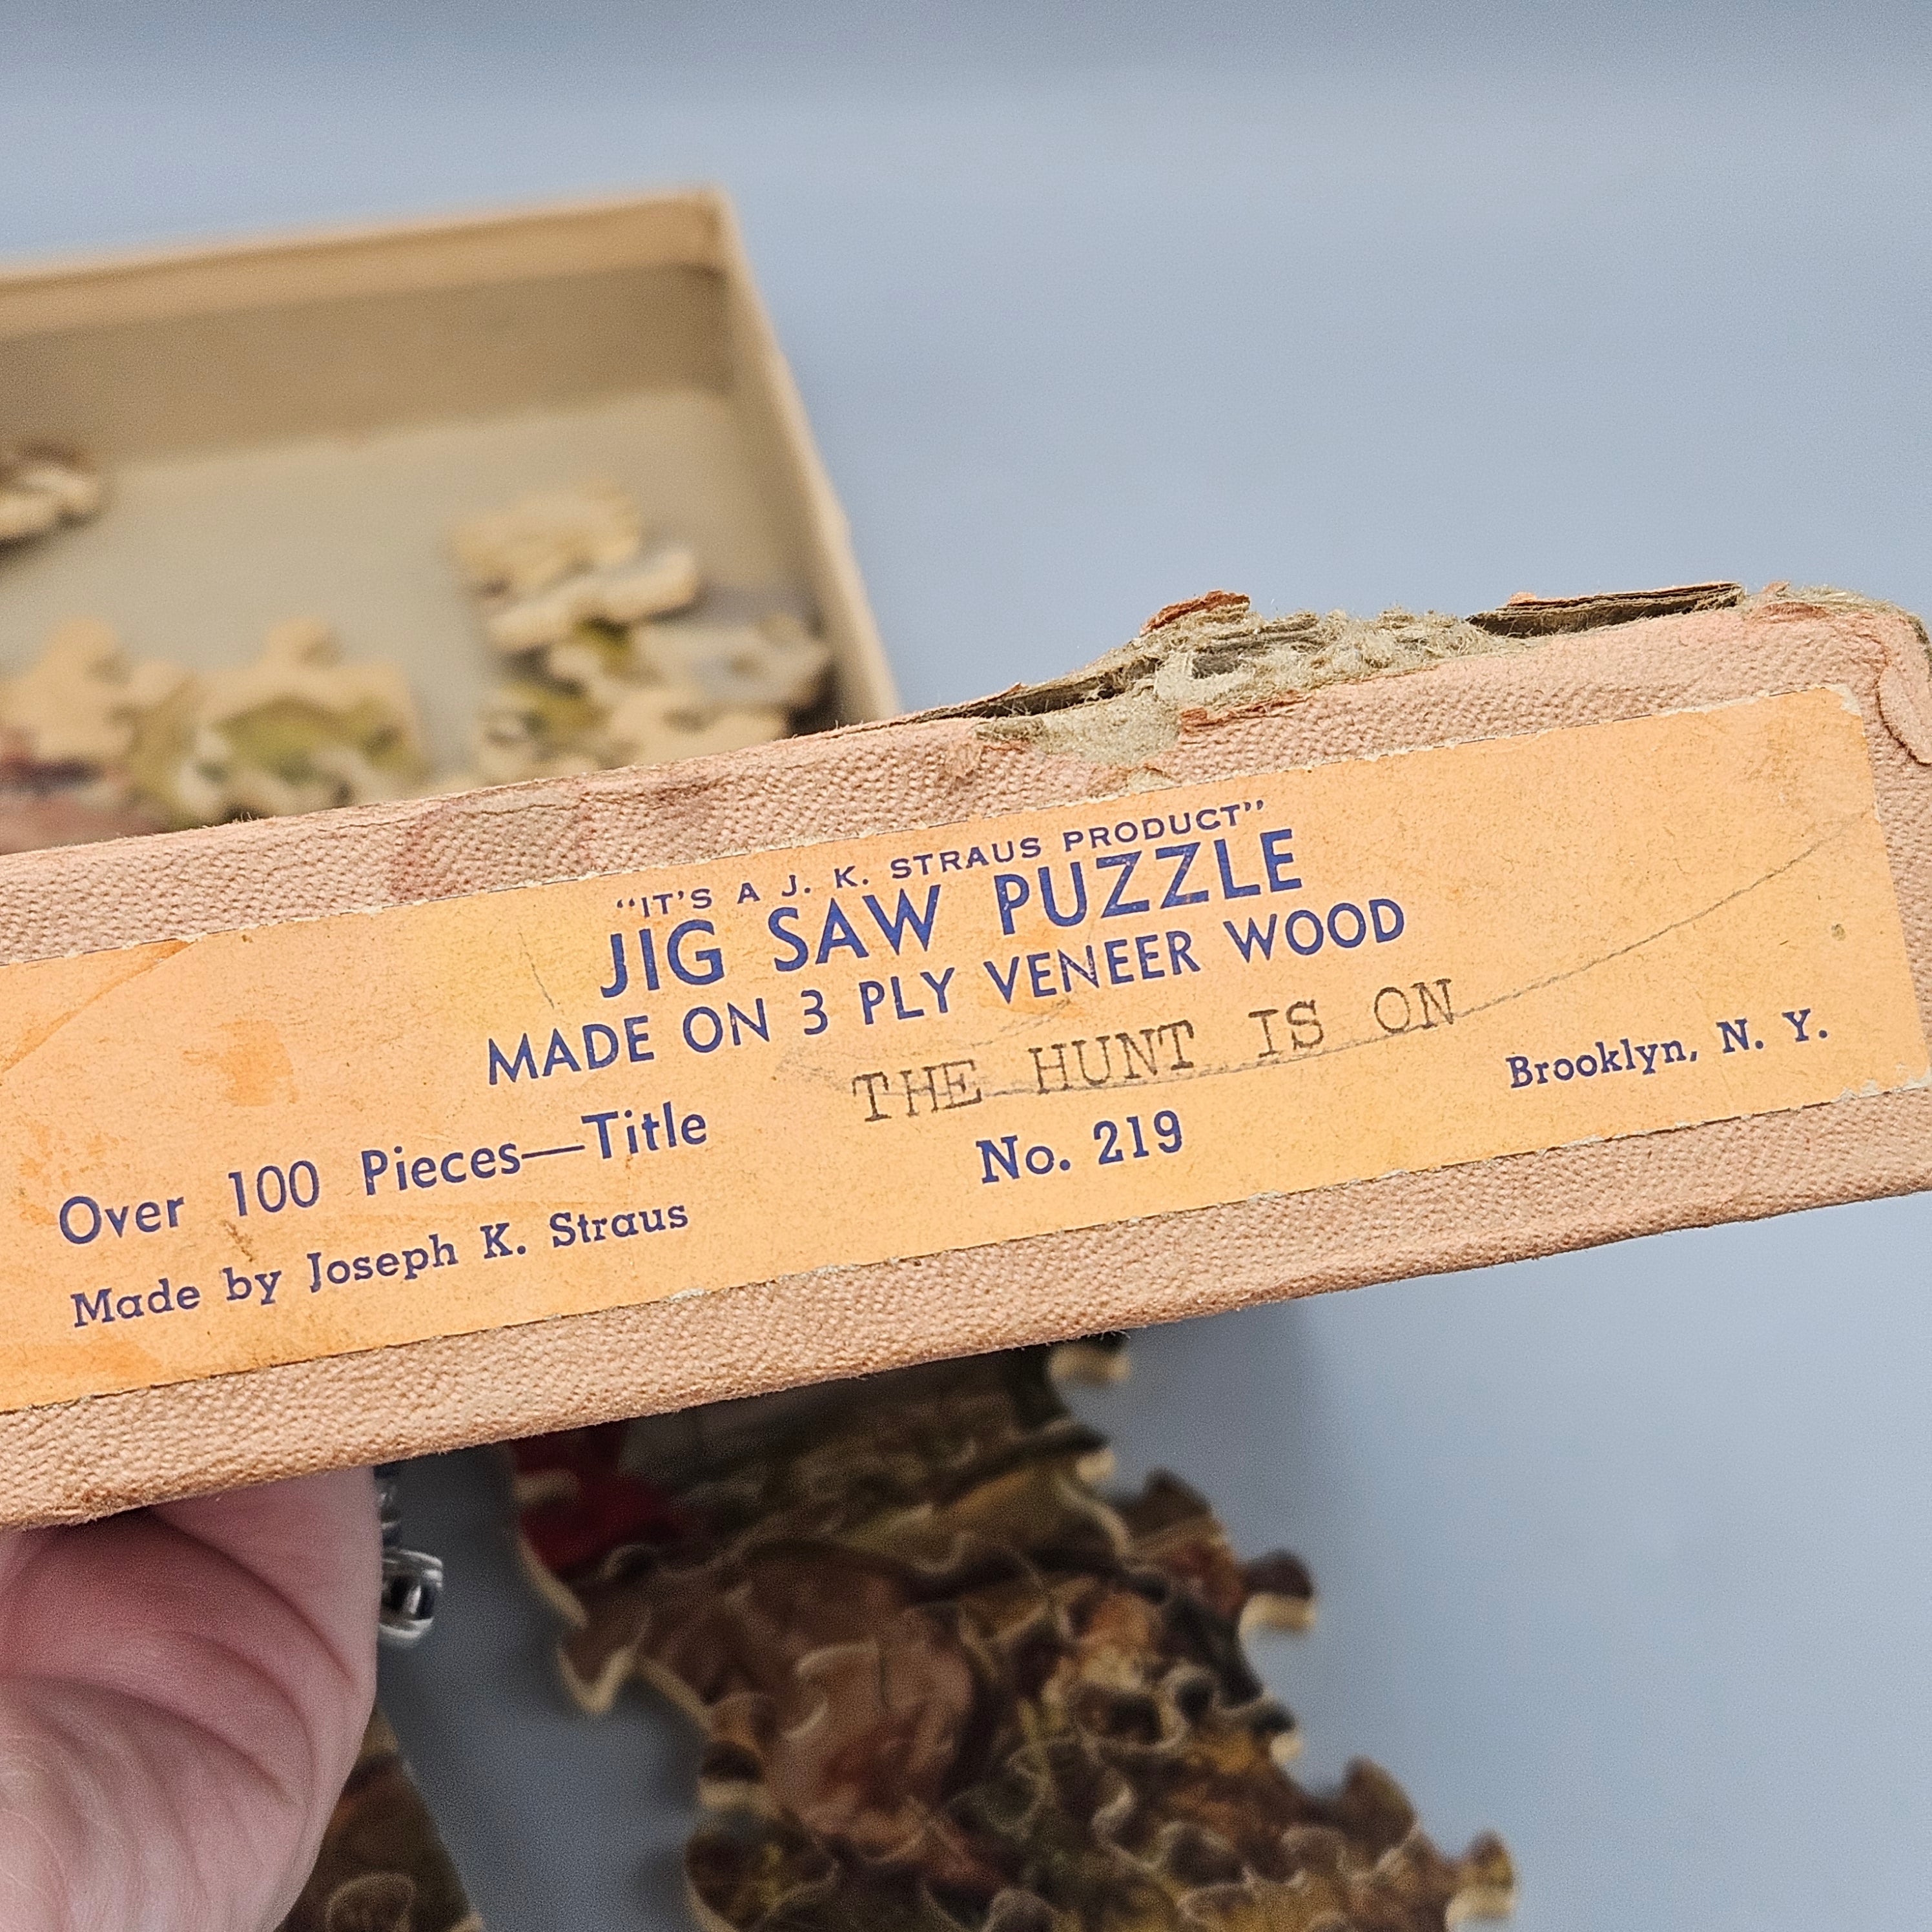 "IT'S A J. K. STRAUS PRODUCT"
JIG SAW PUZZLE
MADE ON 3 PLY VENEER WOOD
Over 100 Pieces—Title THE HUNT IS ON
Made by Joseph K. Straus No. 219 Brooklyn, N. Y.